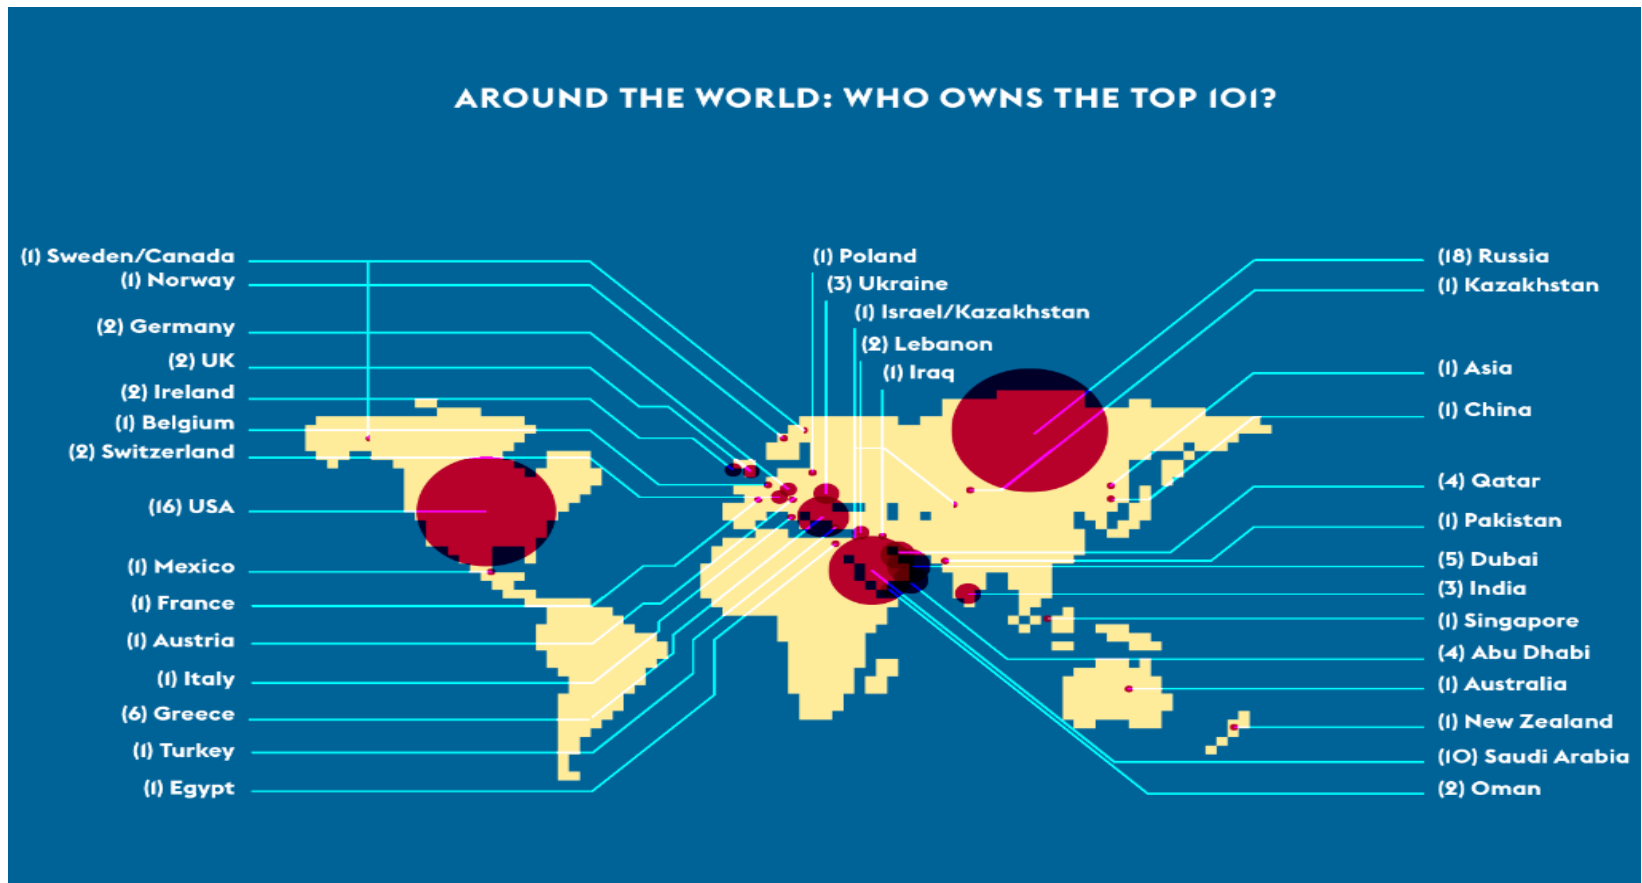 AROUND THE WORLD: WHO OWNS THE TOP 101?
(1) Sweden/Canada
(1) Norway
(2) Germany
(2) UK
(2) Ireland
(1) Belgium
(2) Switzerland
(16) USA
(1) Mexico
(1) France
(1) Austria
(1) Italy
(6) Greece
(1) Turkey
(1) Egypt
(1) Poland
(3) Ukraine
(1) Israel/Kazakhstan
(2) Lebanon
(1) Iraq
(18) Russia
(1) Kazakhstan
(1) Asia
(1) China
(4) Qatar
(1) Pakistan
(5) Dubai
(3) India
(1) Singapore
(4) Abu Dhabi
(1) Australia
(1) New Zealand
(10) Saudi Arabia
(2) Oman